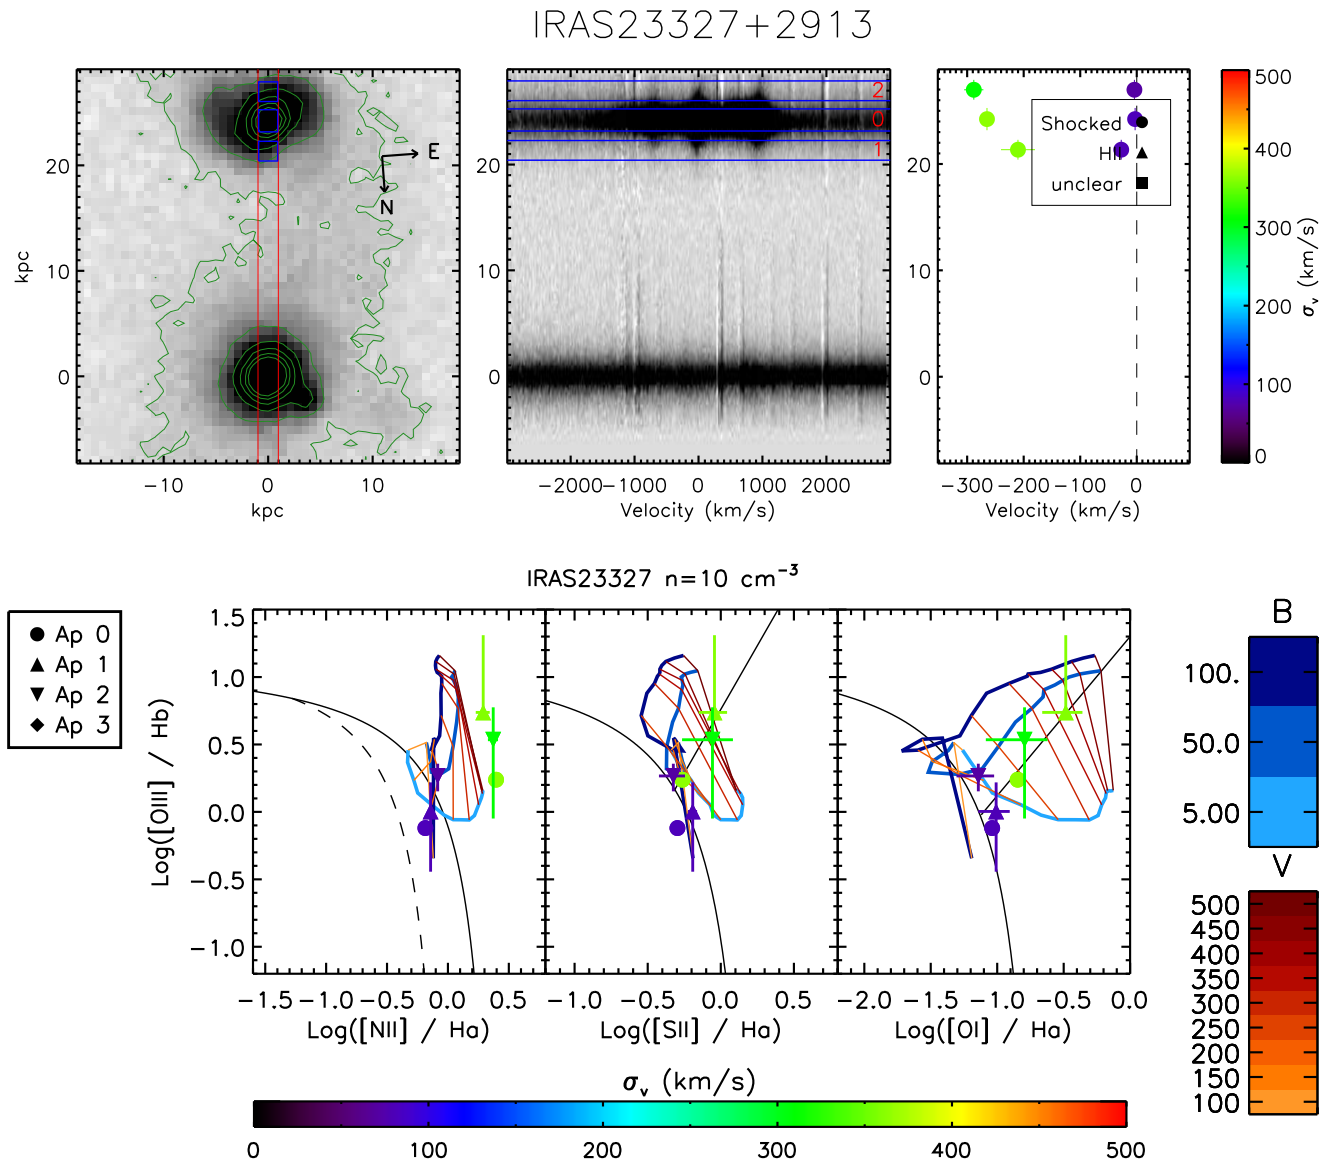 IRAS23327+2913
20
10
0
kpc
E
N
−10
0
10
kpc
2
0
1
20
10
0
−2000
−1000
0
1000
2000
Velocity (km/s)
Shocked
HII
unclear
20
10
0
−300
−200
−100
0
Velocity (km/s)
500
400
300
200
100
0
σv (km/s)
IRAS23327 n=10 cm−3
Ap 0
Ap 1
Ap 2
Ap 3
1.5
1.0
0.5
0.0
−0.5
−1.0
Log([OIII] / Hb)
−1.5
−1.0
−0.5
0.0
0.5
Log([NII] / Ha)
−1.0
−0.5
0.0
0.5
Log([SII] / Ha)
−2.0
−1.5
−1.0
−0.5
0.0
Log([OI] / Ha)
B
100.
50.0
5.00
V
500
450
400
350
300
250
200
150
100
σv (km/s)
0
100
200
300
400
500